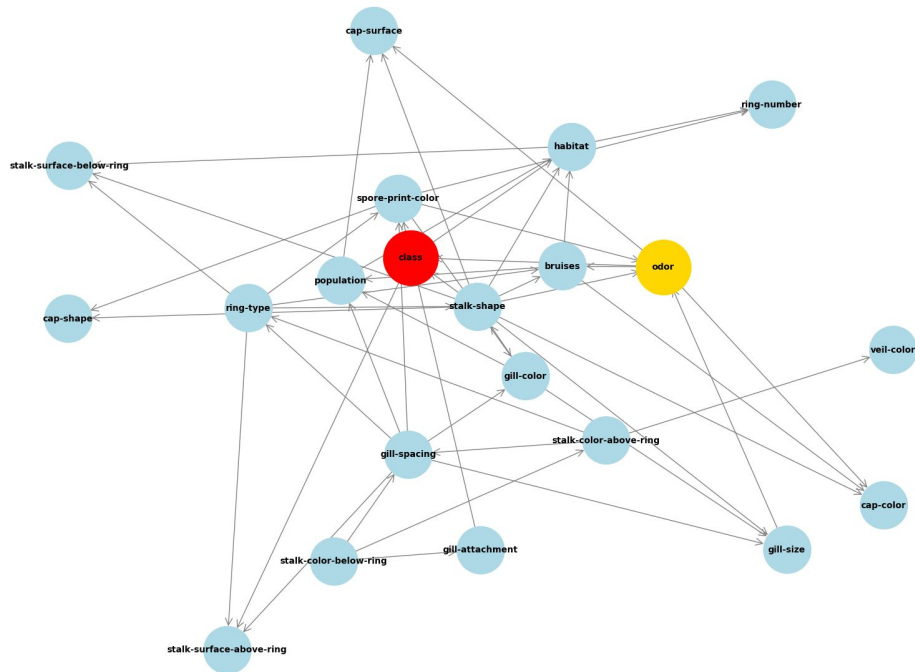 cap-surface
ring-number
habitat
stalk-surface-below-ring
spore-print-color
class
bruises
odor
population
ring-type
stalk-shape
cap-shape
veil-color
gill-color
stalk-color-above-ring
gill-spacing
cap-color
gill-attachment
gill-size
stalk-color-below-ring
stalk-surface-above-ring